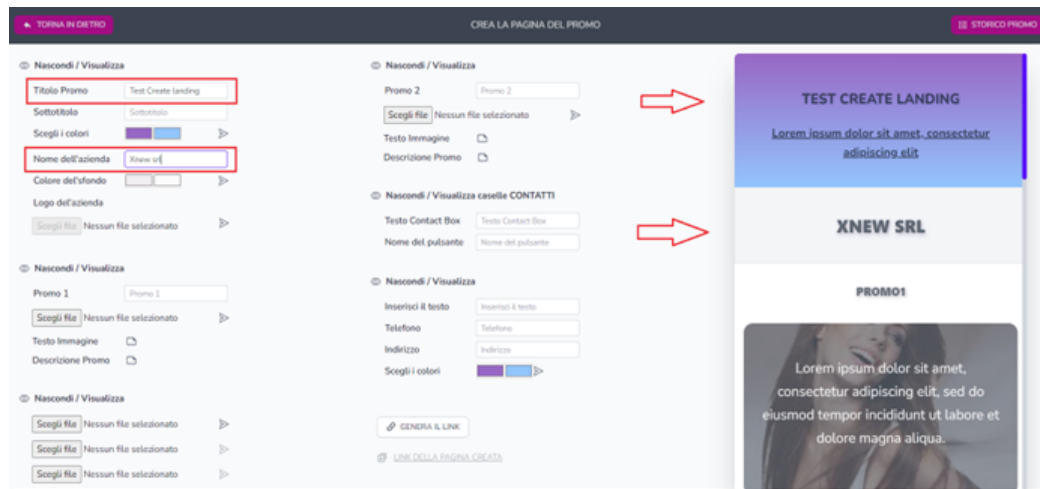 TORNA IN DIETRO
CREA LA PAGINA DEL PROMO
STORICO PROMO
Nascondi / Visualizza
Titolo Promo Test Create landing
Sottotitolo Sottotitolo
Scegli i colori
Nome dell'azienda Xnew srl
Colore del'sfondo
Logo del'azienda
Scegli file Nessun file selezionato
Nascondi / Visualizza
Promo 1 Promo 1
Scegli file Nessun file selezionato
Testo Immagine
Descrizione Promo
Nascondi / Visualizza
Scegli file Nessun file selezionato
Scegli file Nessun file selezionato
Scegli file Nessun file selezionato
Nascondi / Visualizza
Promo 2 Promo 2
Scegli file Nessun file selezionato
Testo Immagine
Descrizione Promo
Nascondi / Visualizza caselle CONTATTI
Testo Contact Box Testo Contact Box
Nome del pulsante Nome del pulsante
Nascondi / Visualizza
Inserisci il testo Inserisci il testo
Telefono Telefono
Indirizzo Indirizzo
Scegli i colori
GENERA IL LINK
LINK DELLA PAGINA CREATA
TEST CREATE LANDING
Lorem ipsum dolor sit amet, consectetur
adipiscing elit
XNEW SRL
PROMO1
Lorem ipsum dolor sit amet,
consectetur adipiscing elit, sed do
eiusmod tempor incididunt ut labore et
dolore magna aliqua.